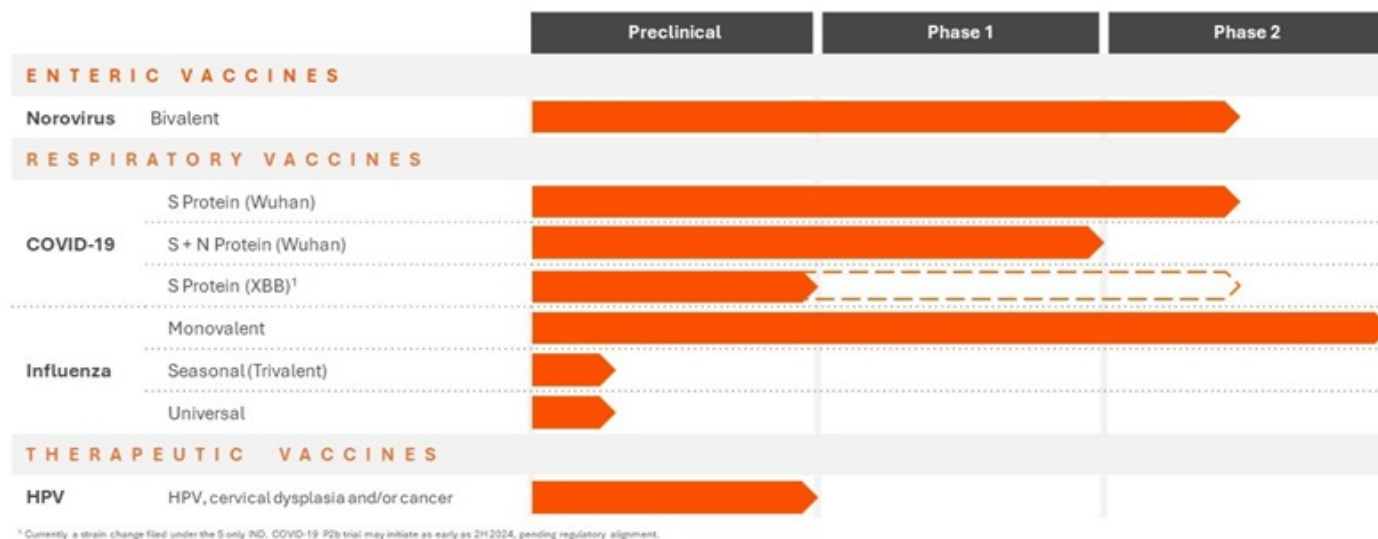 Preclinical Phase 1 Phase 2
ENTERIC VACCINES
Norovirus Bivalent
RESPIRATORY VACCINES
S Protein (Wuhan)
COVID-19 S + N Protein (Wuhan)
S Protein (XBB)¹
Monovalent
Influenza Seasonal (Trivalent)
Universal
THERAPEUTIC VACCINES
HPV HPV, cervical dysplasia and/or cancer
¹ Currently a strain change filed under the S only IND. COVID-19 P2b trial may initiate as early as 2H 2024, pending regulatory alignment.